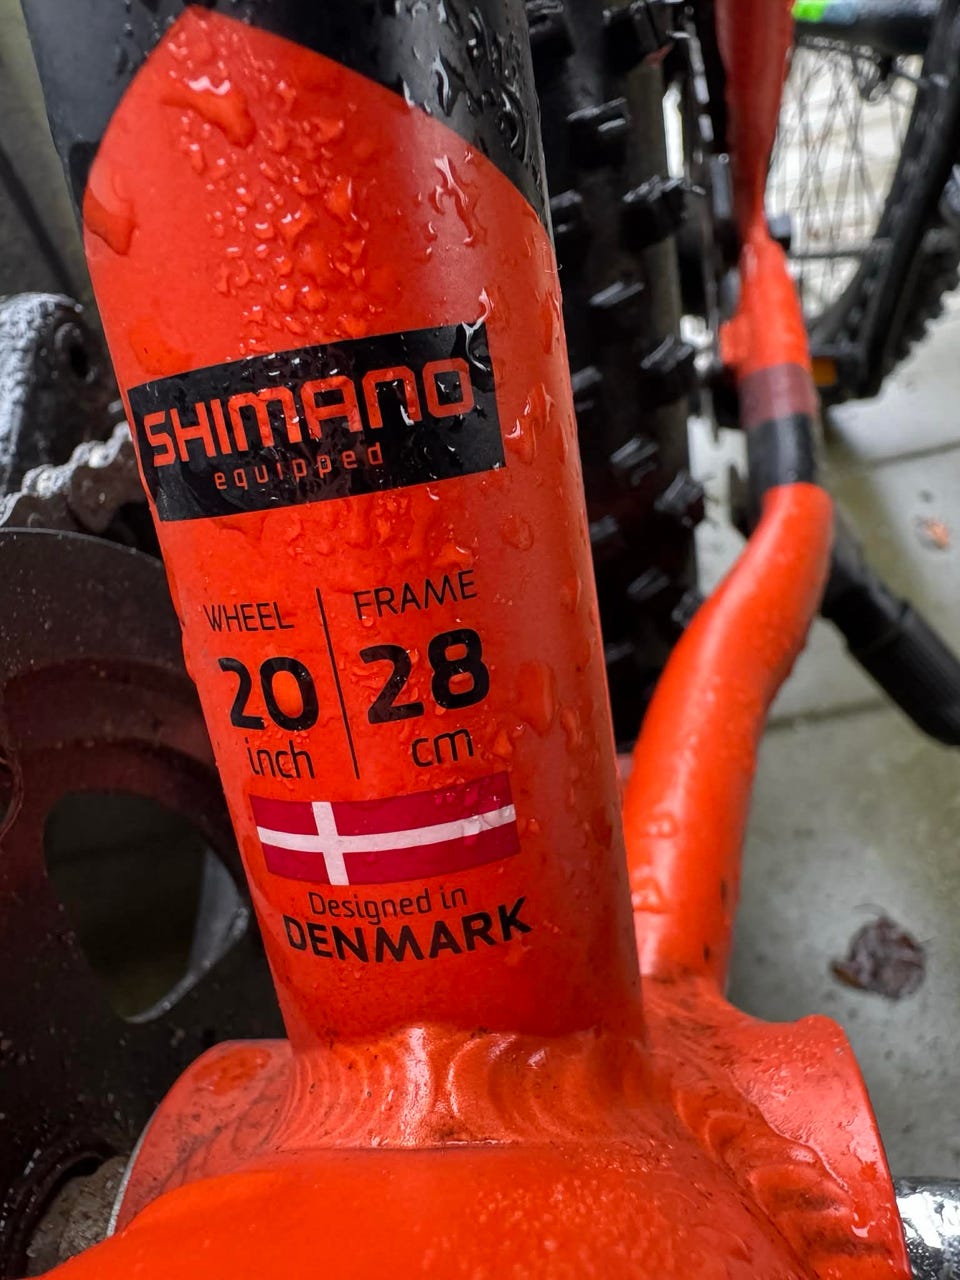 SHIMANO
equipped
WHEEL FRAME
20 28
inch cm
Designed in
DENMARK